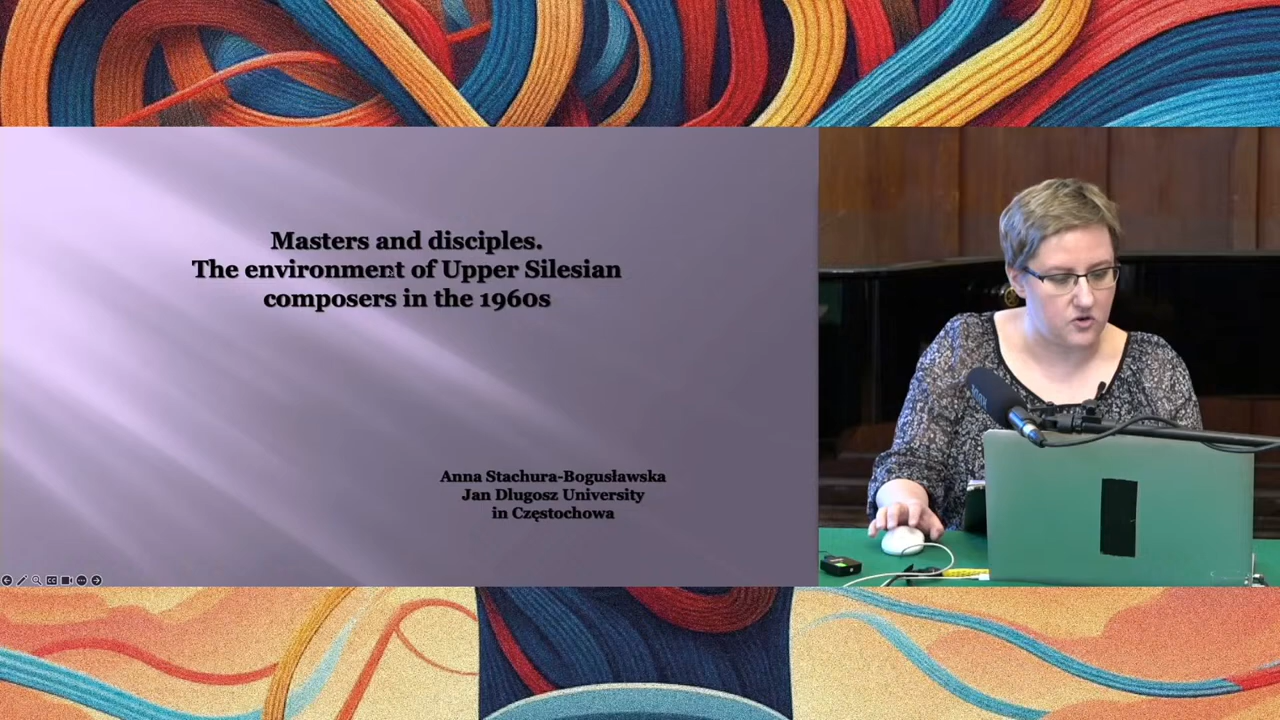 Masters and disciples.
The environment of Upper Silesian
composers in the 1960s
Anna Stachura-Bogusławska
Jan Dlugosz University
in Częstochowa